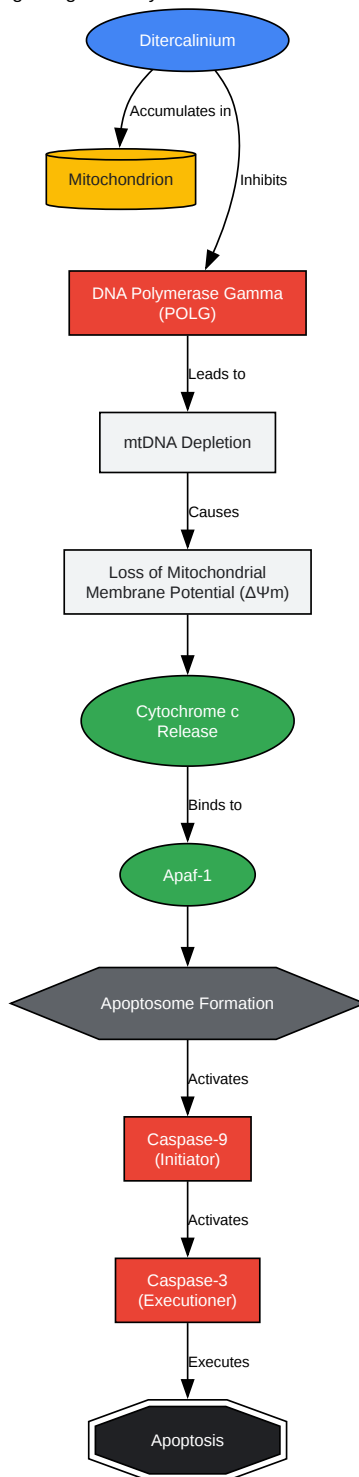 Ditercalinium
Accumulates in
Mitochondrion
Inhibits
DNA Polymerase Gamma
(POLG)
Leads to
mtDNA Depletion
Causes
Loss of Mitochondrial
Membrane Potential (ΔΨm)
Cytochrome c
Release
Binds to
Apaf-1
Apoptosome Formation
Activates
Caspase-9
(Initiator)
Activates
Caspase-3
(Executioner)
Executes
Apoptosis